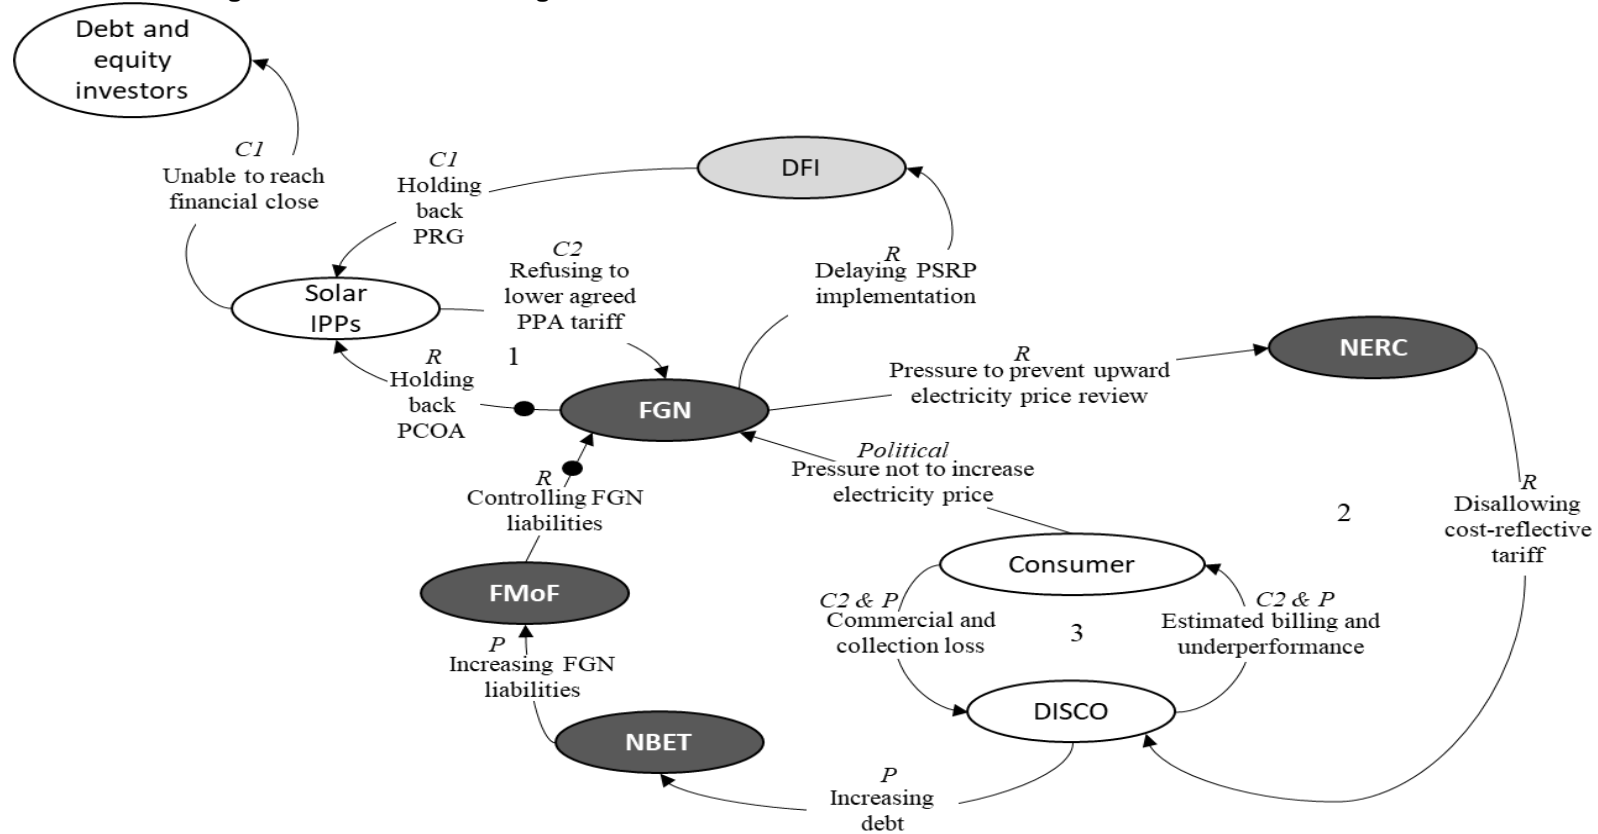 Debt and
equity
investors
C1
Unable to reach
financial close
C1
Holding
back
PRG
DFI
C2
Refusing to
lower agreed
PPA tariff
R
Delaying PSRP
implementation
Solar
IPPs
1
R
Holding
back
PCOA
FGN
R
Pressure to prevent upward
electricity price review
NERC
Political
Pressure not to increase
electricity price
R
Controlling FGN
liabilities
2
R
Disallowing
cost-reflective
tariff
FMoF
Consumer
C2 & P
Commercial and
collection loss
3
C2 & P
Estimated billing and
underperformance
P
Increasing FGN
liabilities
NBET
DISCO
P
Increasing
debt